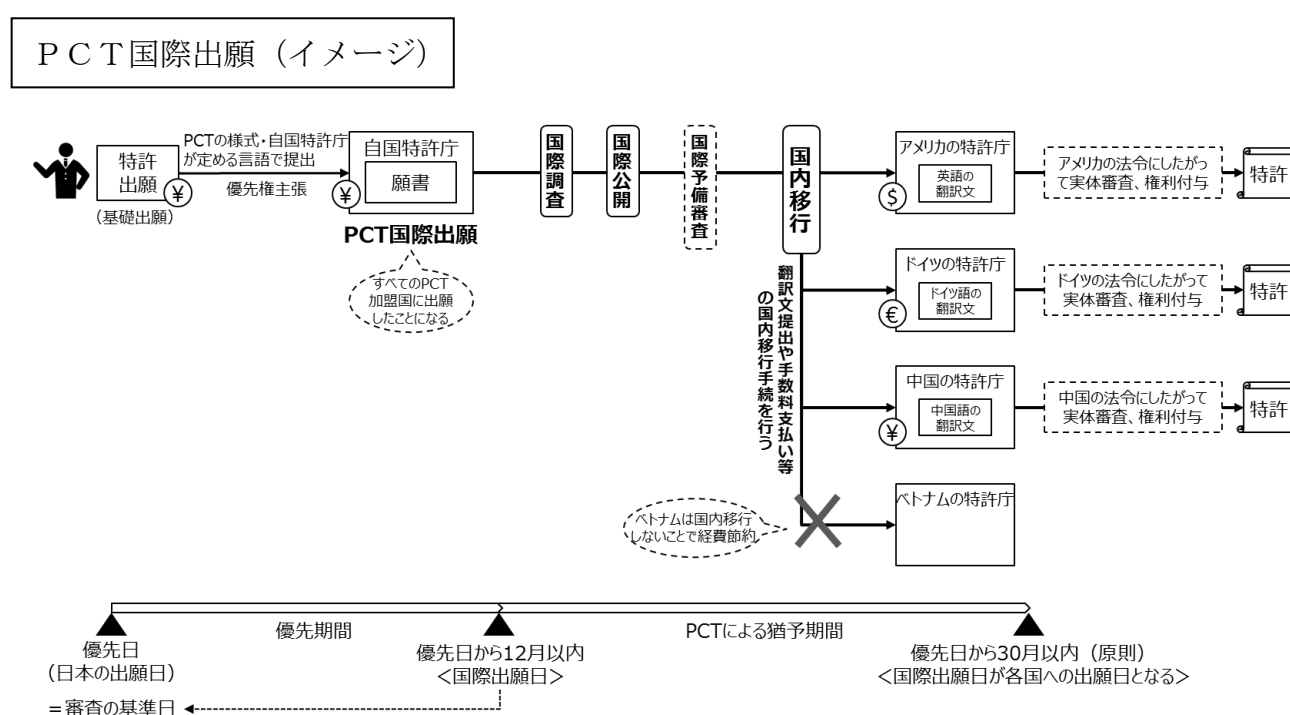 ＰＣＴ国際出願（イメージ）
特許
出願
¥
(基礎出願)
PCTの様式・自国特許庁
が定める言語で提出
優先権主張
自国特許庁
願書
¥
PCT国際出願
すべてのPCT
加盟国に出願
したことになる
国際調査
国際公開
国際予備審査
国内移行
翻訳文提出や手数料支払い等
の国内移行手続を行う
アメリカの特許庁
英語の
翻訳文
$
アメリカの法令にしたがっ
て実体審査、権利付与
特許
ドイツの特許庁
ドイツ語の
翻訳文
€
ドイツの法令にしたがって
実体審査、権利付与
特許
中国の特許庁
中国語の
翻訳文
¥
中国の法令にしたがって
実体審査、権利付与
特許
ベトナムは国内移行
しないことで経費節約
ベトナムの特許庁
優先期間
PCTによる猶予期間
優先日
(日本の出願日)
＝審査の基準日
優先日から12月以内
＜国際出願日＞
優先日から30月以内（原則）
＜国際出願日が各国への出願日となる＞